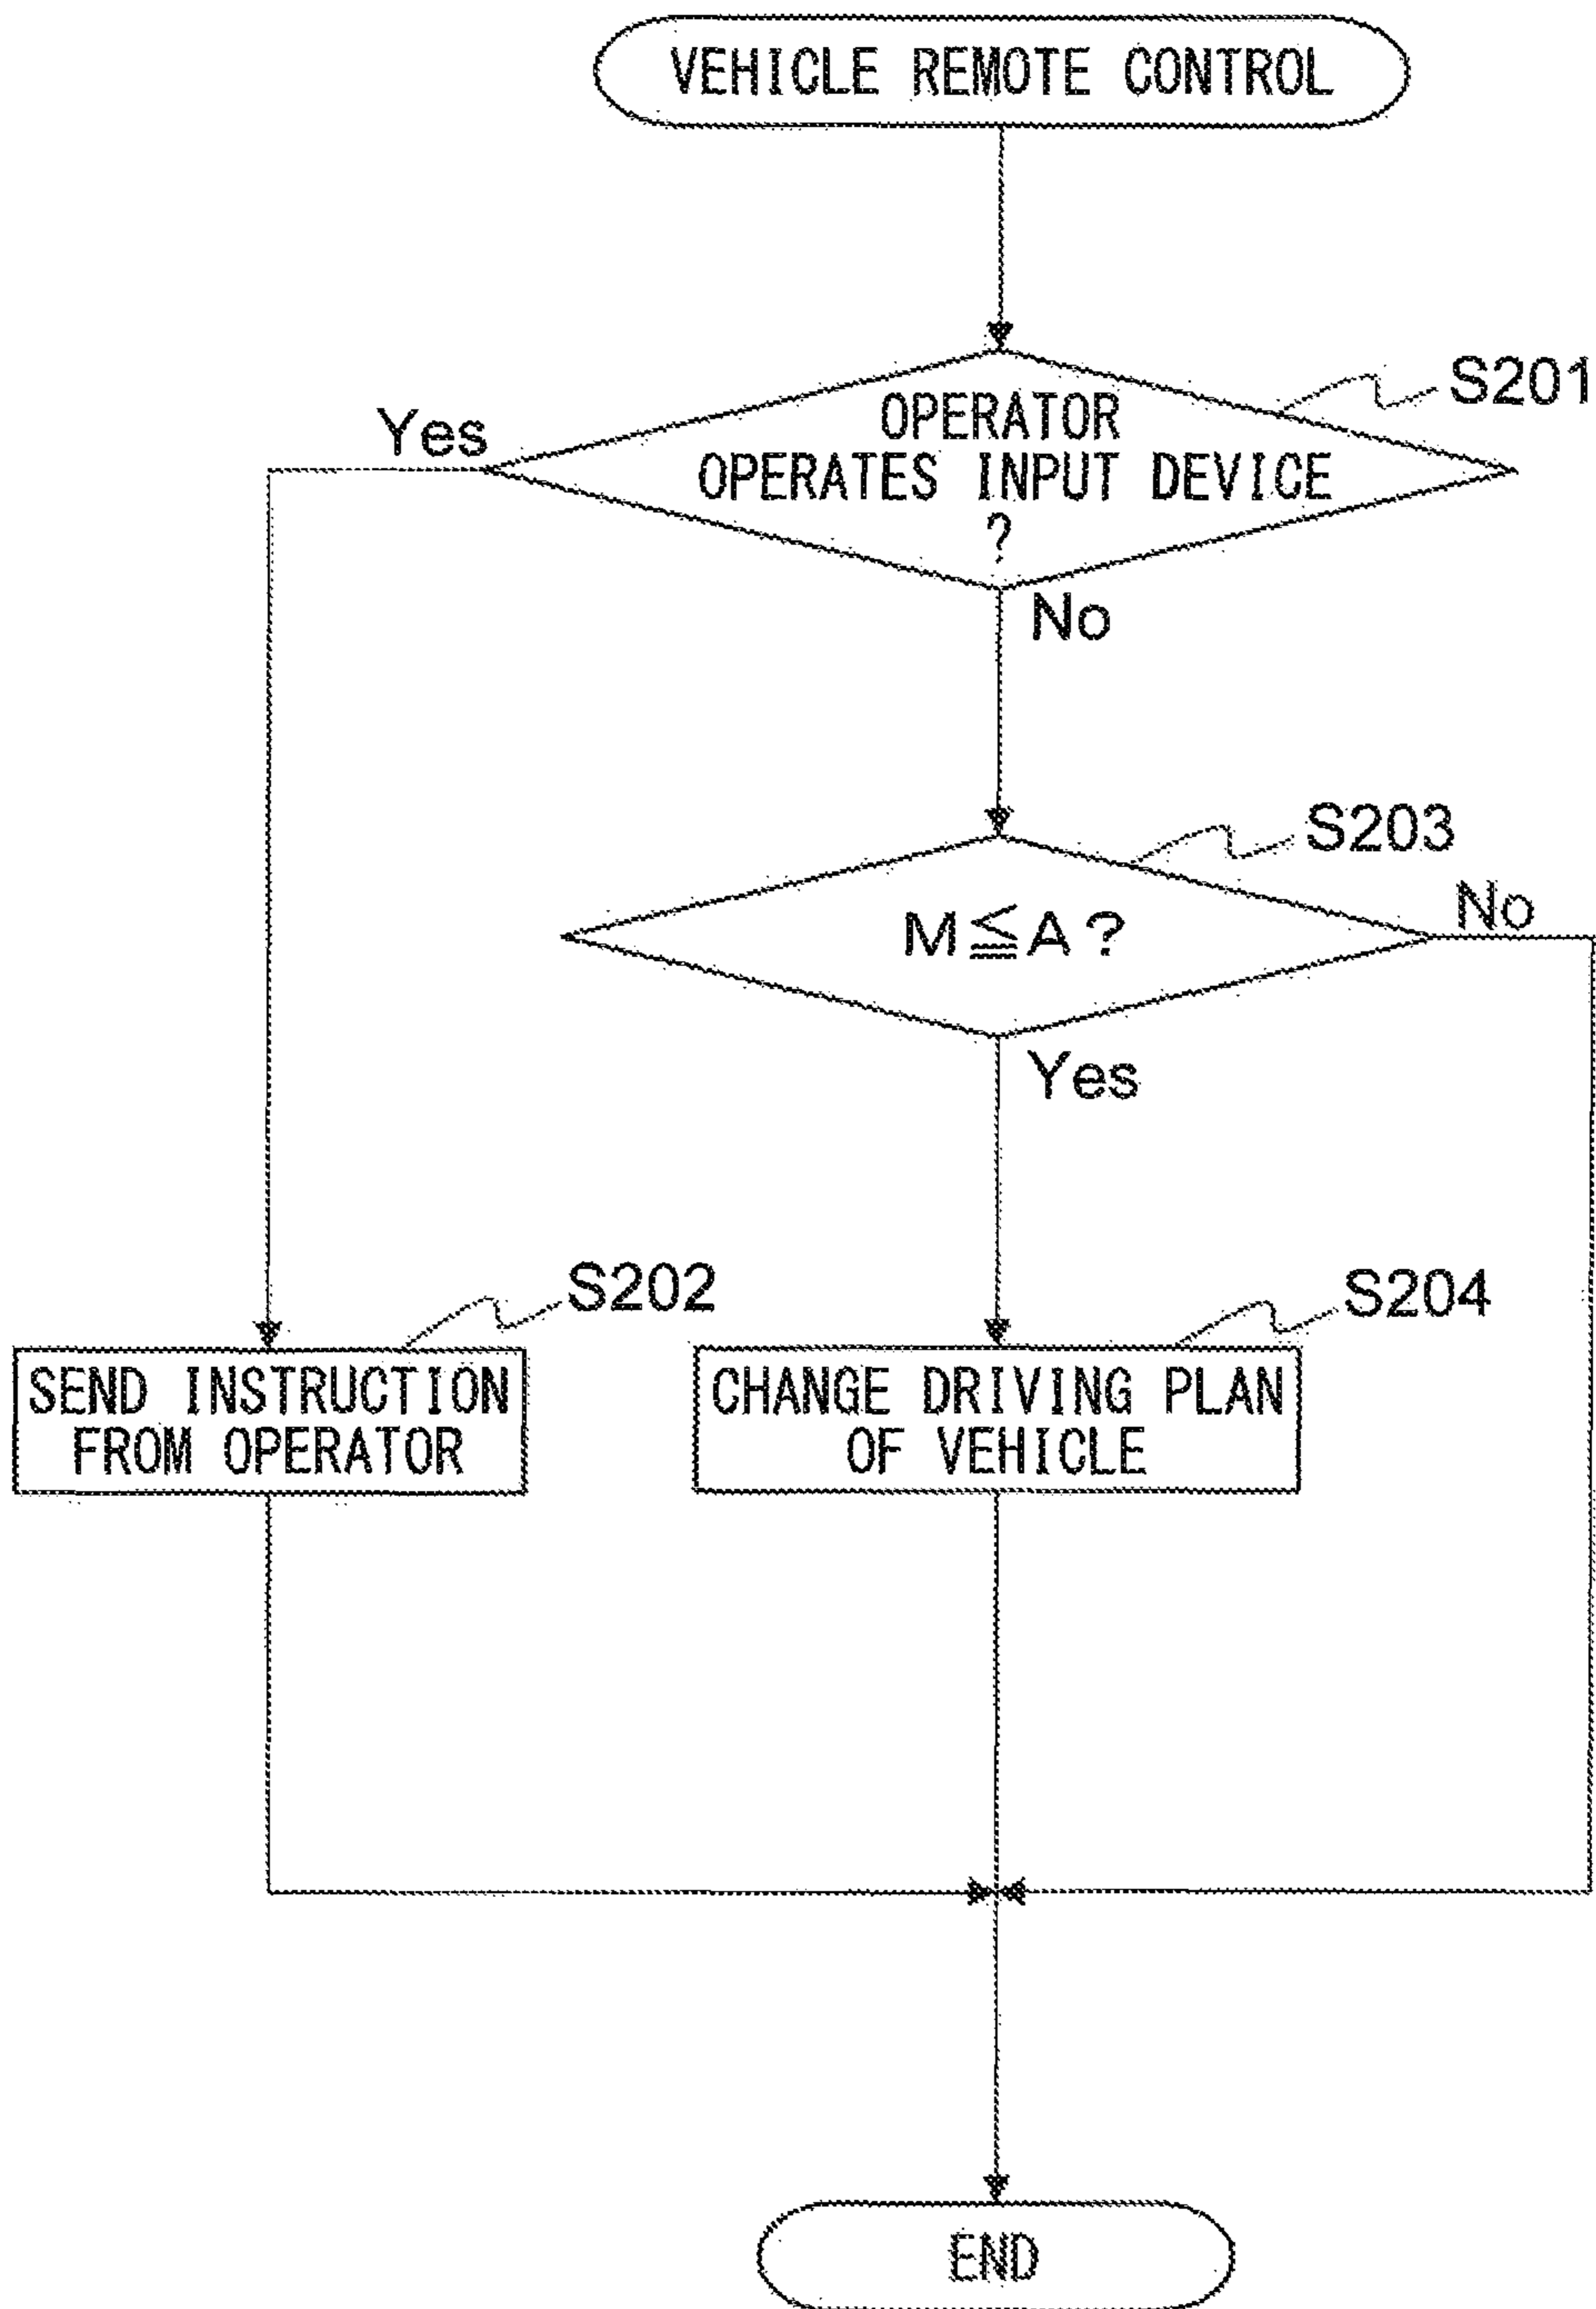 VEHICLE REMOTE CONTROL
S201
OPERATOR
OPERATES INPUT DEVICE
?
Yes
No
S203
M≦A?
No
Yes
S202
SEND INSTRUCTION
FROM OPERATOR
S204
CHANGE DRIVING PLAN
OF VEHICLE
END